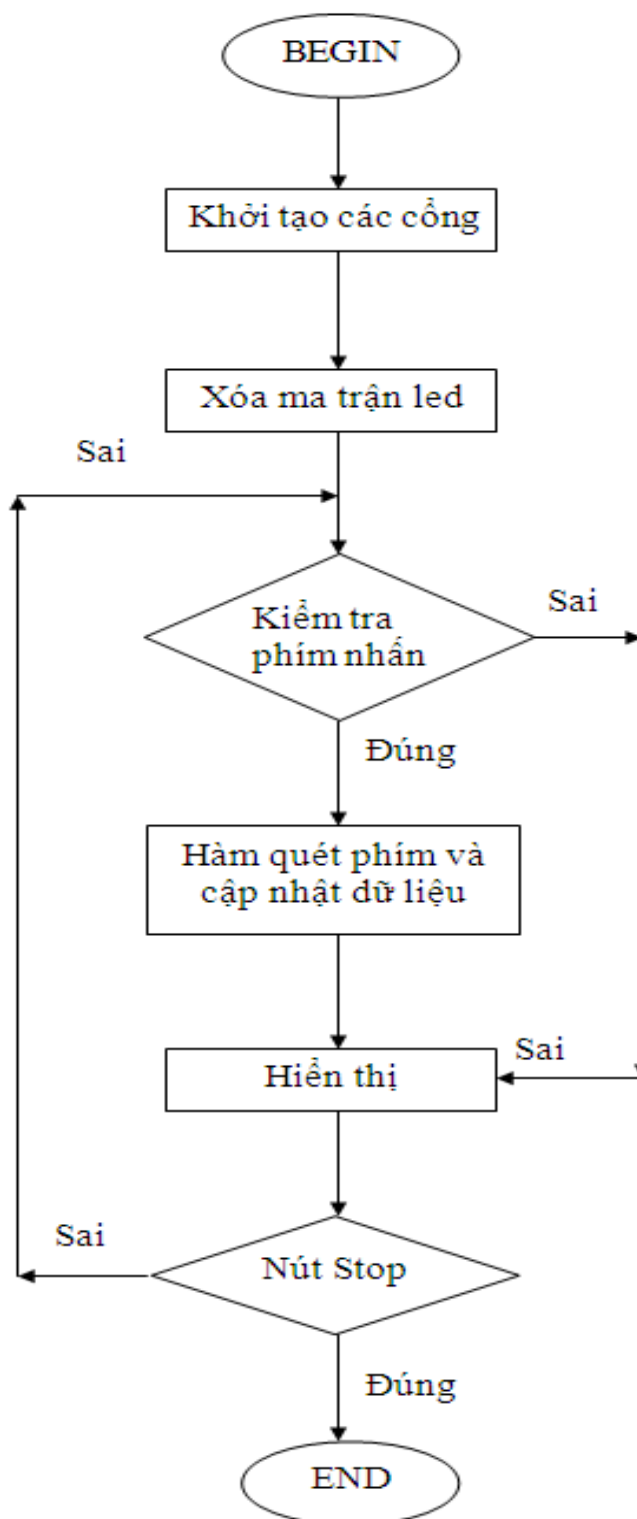 BEGIN
Khởi tạo các cổng
Xóa ma trận led
Sai
Kiểm tra
phím nhấn
Sai
Đúng
Hàm quét phím và
cập nhật dữ liệu
Hiển thị
Sai
Sai
Nút Stop
Đúng
END